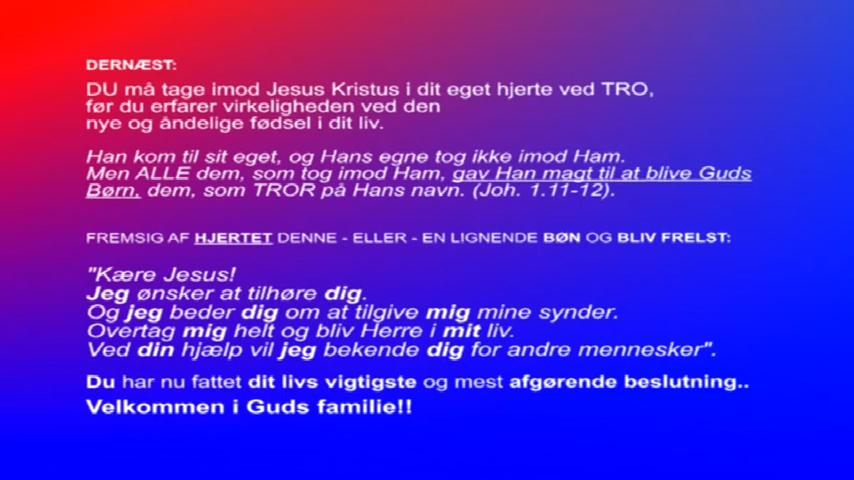 DERNÆST:
DU må tage imod Jesus Kristus i dit eget hjerte ved TRO,
før du erfarer virkeligheden ved den
nye og åndelige fødsel i dit liv.
Han kom til sit eget, og Hans egne tog ikke imod Ham.
Men ALLE dem, som tog imod Ham, gav Han magt til at blive Guds
Børn, dem, som TROR på Hans navn. (Joh. 1.11-12).
FREMSIG AF HJERTET DENNE - ELLER - EN LIGNENDE BØN OG BLIV FRELST:
"Kære Jesus!
Jeg ønsker at tilhøre dig.
Og jeg beder dig om at tilgive mig mine synder.
Overtag mig helt og bliv Herre i mit liv.
Ved din hjælp vil jeg bekende dig for andre mennesker".
Du har nu fattet dit livs vigtigste og mest afgørende beslutning..
Velkommen i Guds familie!!